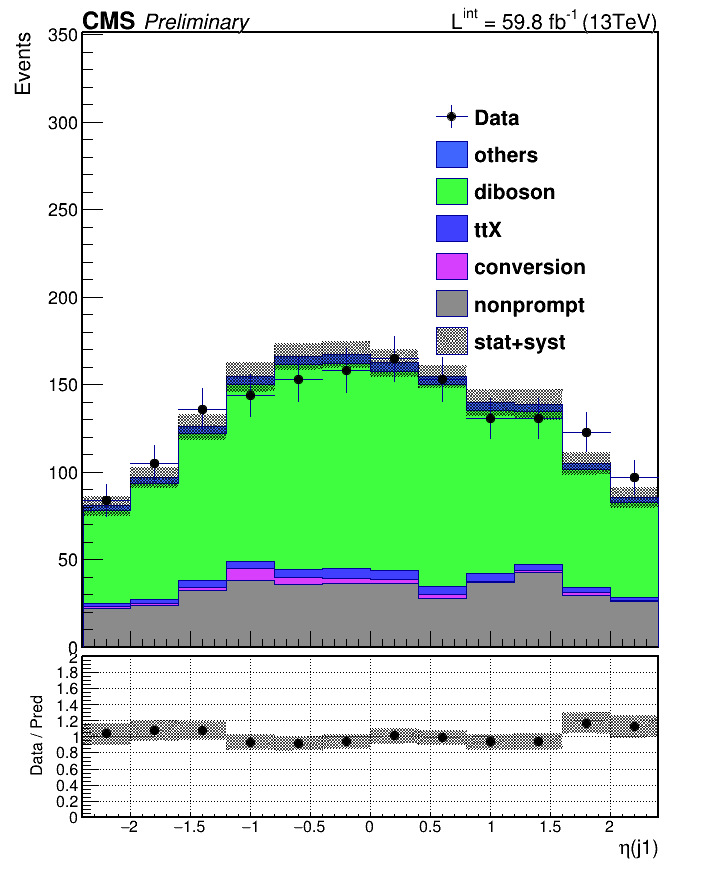 CMS Preliminary L^int = 59.8 fb^-1 (13TeV)
Events
350
300
250
200
150
100
50
0
Data
others
diboson
ttX
conversion
nonprompt
stat+syst
Data / Pred
2
1.8
1.6
1.4
1.2
1
0.8
0.6
0.4
0.2
0
−2 −1.5 −1 −0.5 0 0.5 1 1.5 2
η(j1)